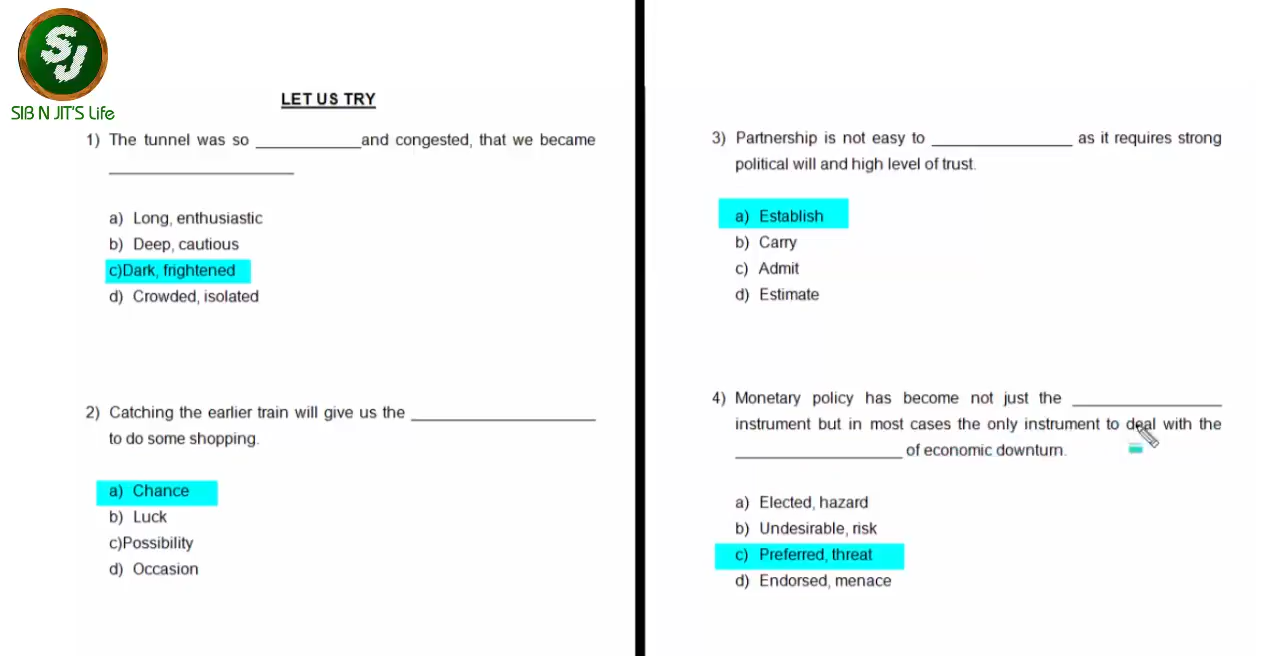 SJ
SIB N JIT'S Life
LET US TRY
1) The tunnel was so ____________and congested, that we became
_____________________
a) Long, enthusiastic
b) Deep, cautious
c)Dark, frightened
d) Crowded, isolated
2) Catching the earlier train will give us the _____________________
to do some shopping.
a) Chance
b) Luck
c)Possibility
d) Occasion
3) Partnership is not easy to ________________ as it requires strong
political will and high level of trust.
a) Establish
b) Carry
c) Admit
d) Estimate
4) Monetary policy has become not just the _________________
instrument but in most cases the only instrument to deal with the
___________________ of economic downturn.
a) Elected, hazard
b) Undesirable, risk
c) Preferred, threat
d) Endorsed, menace